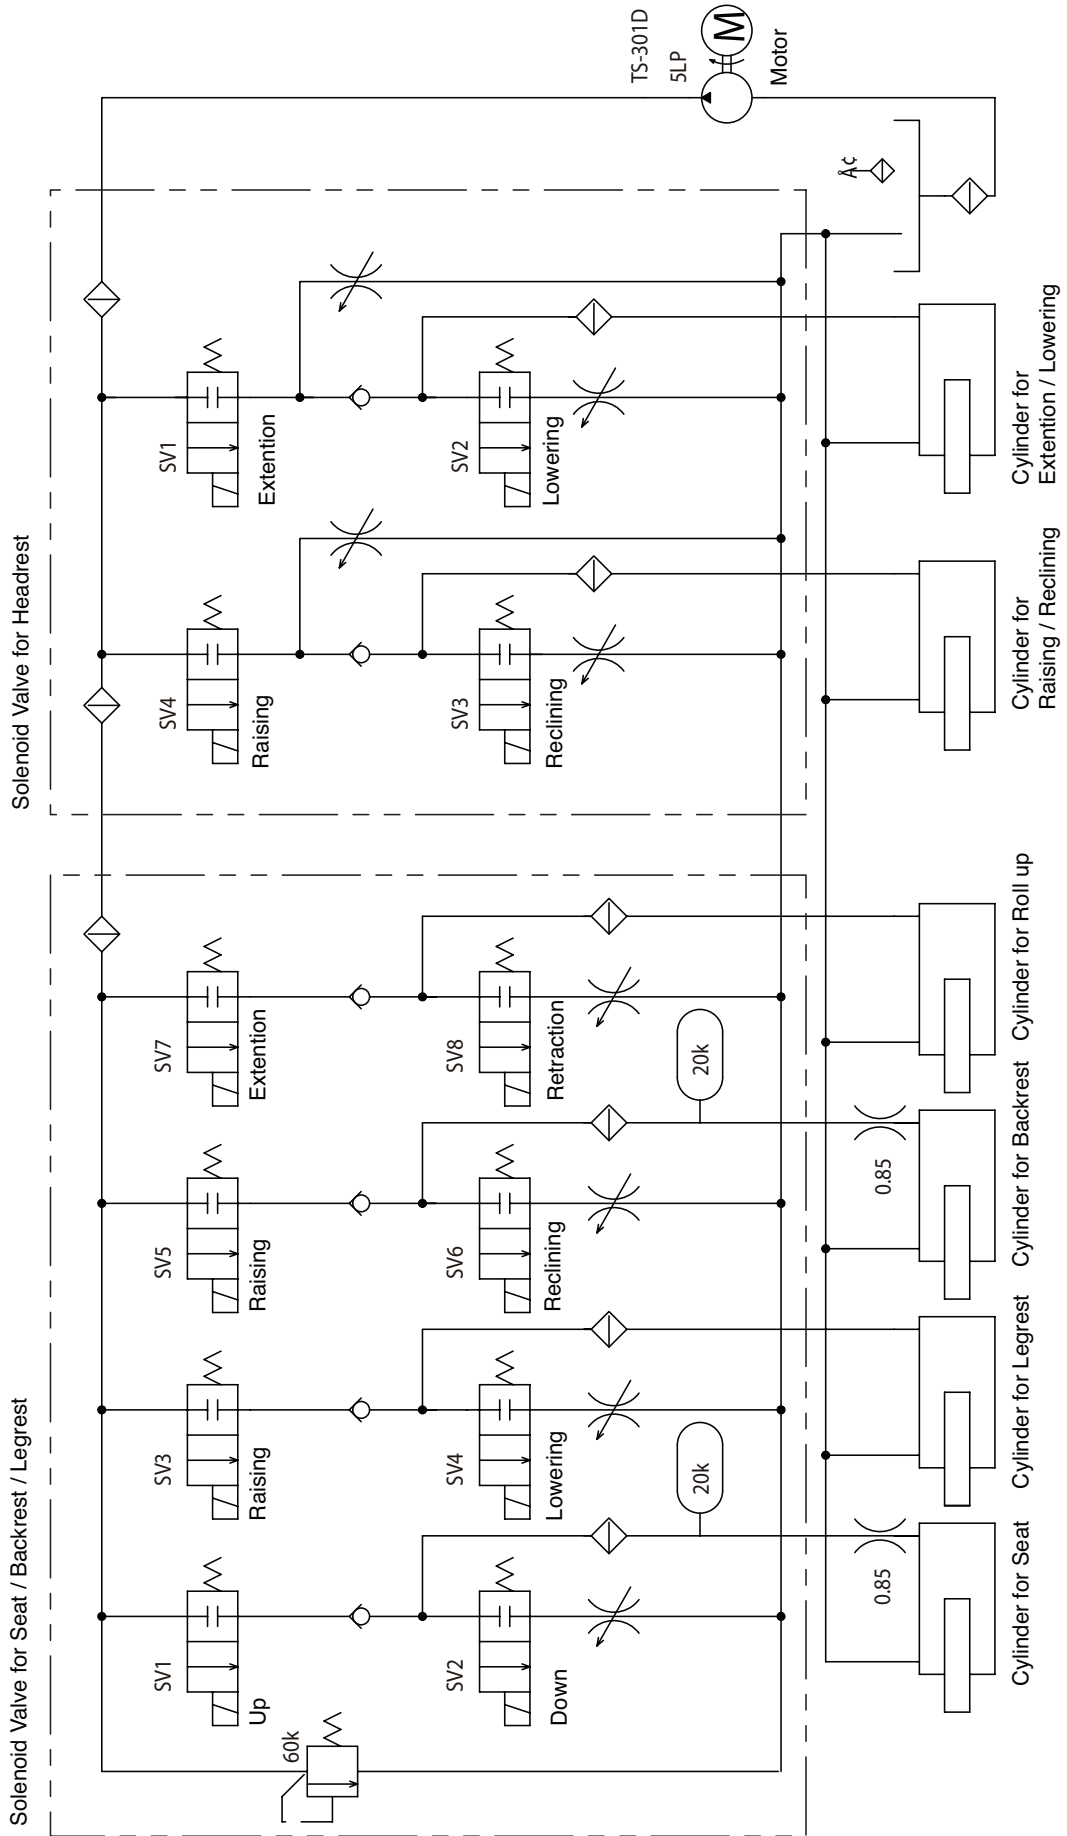 Solenoid Valve for Seat / Backrest / Legrest
Solenoid Valve for Headrest
TS-301D
5LP
M
Motor
60k
SV1
Up
SV3
Raising
SV5
Raising
SV7
Extention
SV4
Raising
SV1
Extention
SV2
Down
SV4
Lowering
SV6
Reclining
SV8
Retraction
SV3
Reclining
SV2
Lowering
20k
20k
Å¢
0.85
0.85
Cylinder for Seat
Cylinder for Legrest
Cylinder for Backrest
Cylinder for Roll up
Cylinder for
Raising / Reclining
Cylinder for
Extention / Lowering